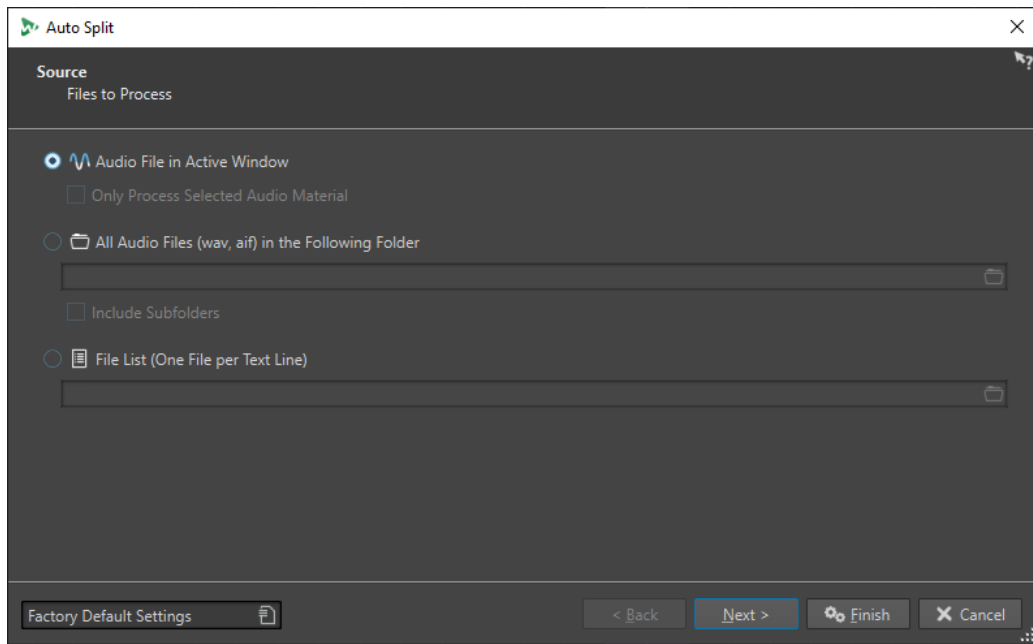 Auto Split
Source
Files to Process
Audio File in Active Window
Only Process Selected Audio Material
All Audio Files (wav, aif) in the Following Folder
Include Subfolders
File List (One File per Text Line)
Factory Default Settings
< Back
Next >
Finish
Cancel